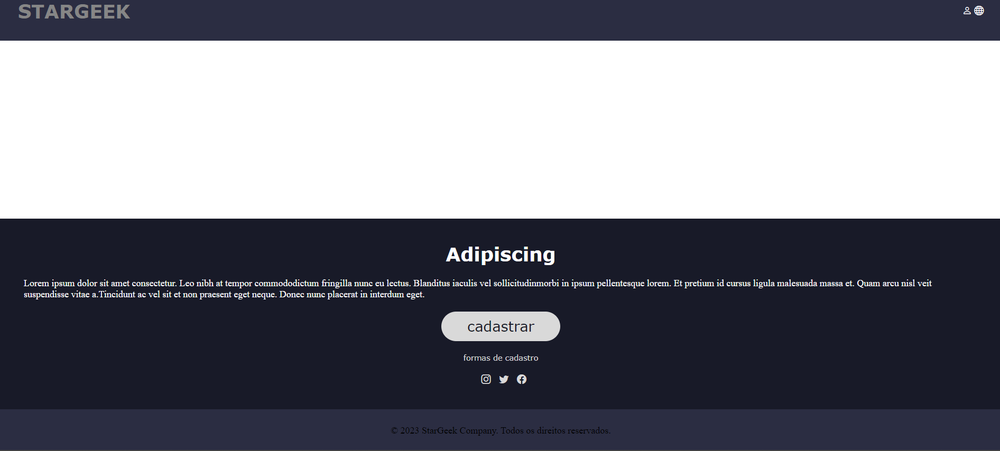 STARGEEK
Adipiscing
Lorem ipsum dolor sit amet consectetur. Leo nibh at tempor commododictum fringilla nunc eu lectus. Blanditus iaculis vel sollicitudinmorbi in ipsum pellentesque lorem. Et pretium id cursus ligula malesuada massa et. Quam arcu nisl veit
suspendisse vitae a.Tincidunt ac vel sit et non praesent eget neque. Donec nunc placerat in interdum eget.
cadastrar
formas de cadastro
© 2023 StarGeek Company. Todos os direitos reservados.